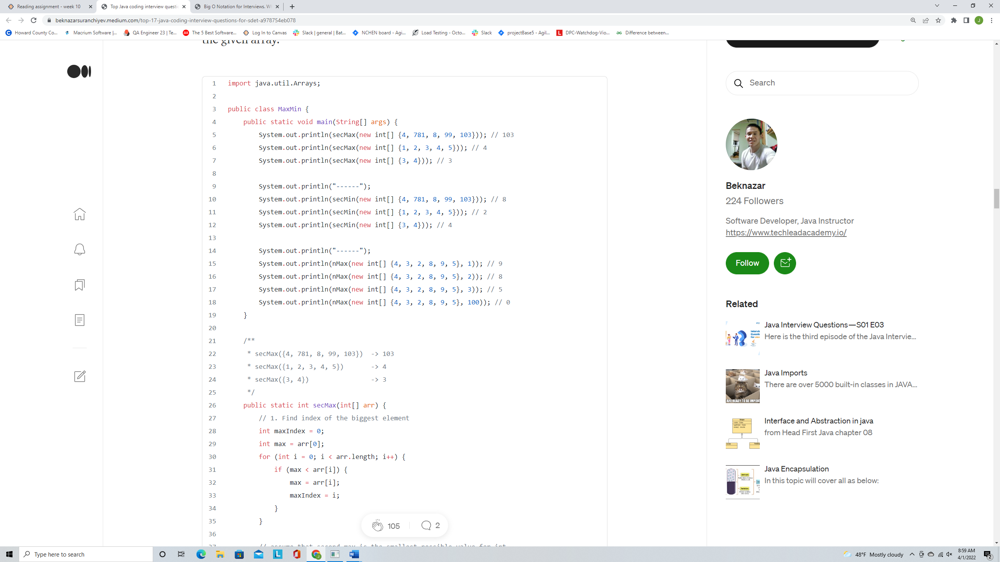 Reading assignment - week 10
Top Java coding interview questi
Big O Notation for Interviews. W
beknazarsuranchiyev.medium.com/top-17-java-coding-interview-questions-for-sdet-a978754eb078
J
Howard County Co...
Macrium Software |...
QA Engineer 23 | Te...
BR The 5 Best Software...
Log In to Canvas
Slack | general | Bat...
NCHEN board - Agi...
Load Testing - Octo...
Slack
projectBase5 - Agil...
L DPC-Watchdog-Vio...
Difference between...
the given array.
1 import java.util.Arrays;
2
3 public class MaxMin {
4 public static void main(String[] args) {
5 System.out.println(secMax(new int[] {4, 781, 8, 99, 103})); // 103
6 System.out.println(secMax(new int[] {1, 2, 3, 4, 5})); // 4
7 System.out.println(secMax(new int[] {3, 4})); // 3
8
9 System.out.println("------");
10 System.out.println(secMin(new int[] {4, 781, 8, 99, 103})); // 8
11 System.out.println(secMin(new int[] {1, 2, 3, 4, 5})); // 2
12 System.out.println(secMin(new int[] {3, 4})); // 4
13
14 System.out.println("------");
15 System.out.println(nMax(new int[] {4, 3, 2, 8, 9, 5}, 1)); // 9
16 System.out.println(nMax(new int[] {4, 3, 2, 8, 9, 5}, 2)); // 8
17 System.out.println(nMax(new int[] {4, 3, 2, 8, 9, 5}, 3)); // 5
18 System.out.println(nMax(new int[] {4, 3, 2, 8, 9, 5}, 100)); // 0
19 }
20
21 /**
22 * secMax({4, 781, 8, 99, 103}) -> 103
23 * secMax({1, 2, 3, 4, 5}) -> 4
24 * secMax({3, 4}) -> 3
25 */
26 public static int secMax(int[] arr) {
27 // 1. Find index of the biggest element
28 int maxIndex = 0;
29 int max = arr[0];
30 for (int i = 0; i < arr.length; i++) {
31 if (max < arr[i]) {
32 max = arr[i];
33 maxIndex = i;
34 }
35 }
36
37 // assume that second max is the smallest possible value for int
105
2
Search
Beknazar
224 Followers
Software Developer, Java Instructor
https://www.techleadacademy.io/
Follow
Related
Java Interview Questions—S01 E03
Here is the third episode of the Java Intervie...
Java Imports
There are over 5000 built-in classes in JAVA...
ARE READY TO BE IMPOR
Interface and Abstraction in java
from Head First Java chapter 08
Java Encapsulation
In this topic will cover all as below:
Type here to search
48°F Mostly cloudy
8:59 AM
4/1/2022
2